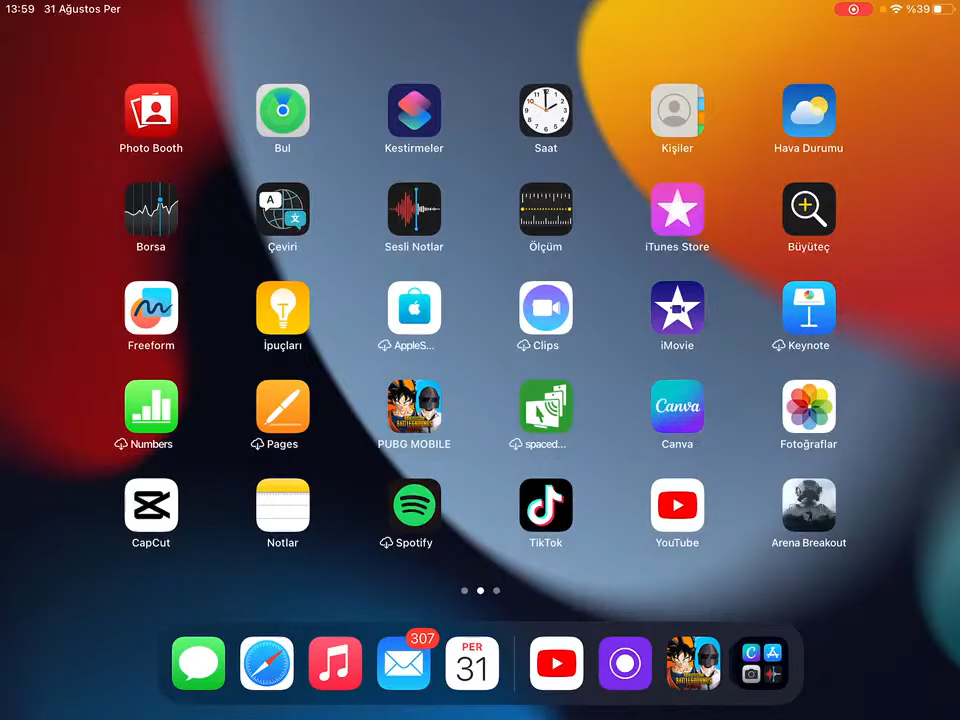 13:59 31 Ağustos Per %39
Photo Booth Bul Kestirmeler Saat Kişiler Hava Durumu
Borsa Çeviri Sesli Notlar Ölçüm iTunes Store Büyüteç
Freeform İpuçları AppleS... Clips iMovie Keynote
Numbers Pages PUBG MOBILE spaced... Canva Fotoğraflar
CapCut Notlar Spotify TikTok YouTube Arena Breakout
307
PER
31